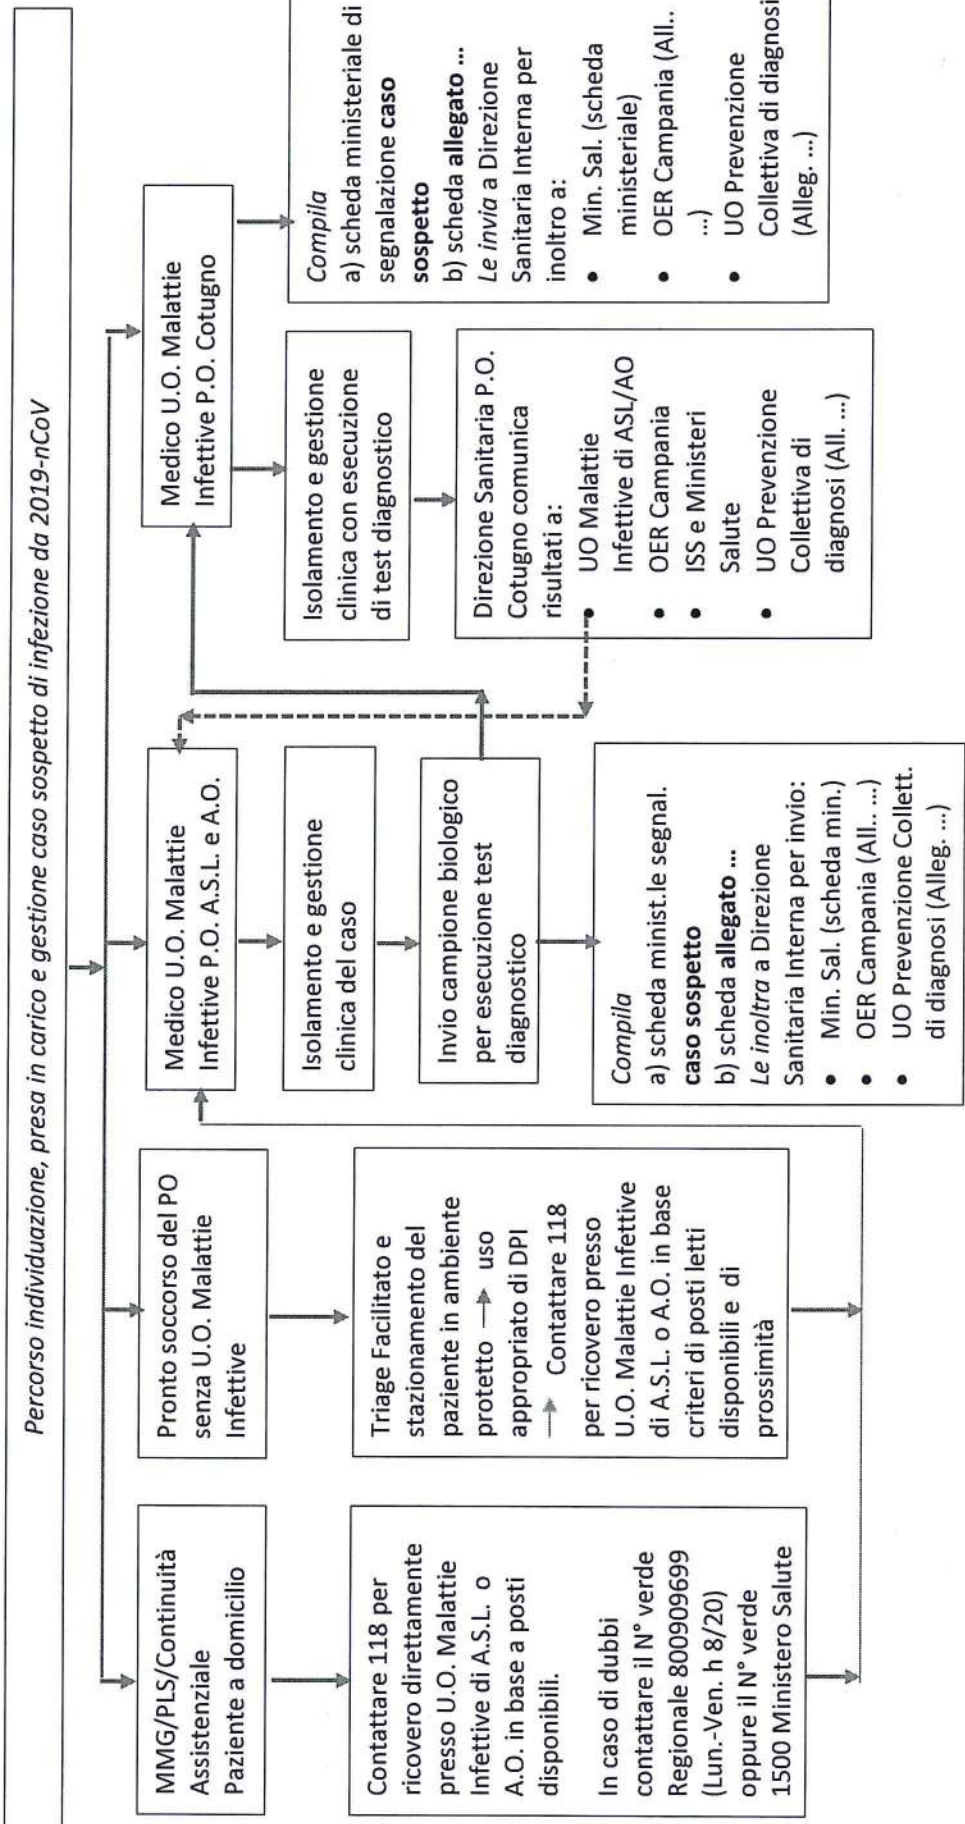 Percorso individuazione, presa in carico e gestione caso sospetto di infezione da 2019-nCoV
MMG/PLS/Continuità
Assistenziale
Paziente a domicilio
Contattare 118 per
ricovero direttamente
presso U.O. Malattie
Infettive di A.S.L. o
A.O. in base a posti
disponibili.
In caso di dubbi
contattare il N° verde
Regionale 800909699
(Lun.-Ven. h 8/20)
oppure il N° verde
1500 Ministero Salute
Pronto soccorso del PO
senza U.O. Malattie
Infettive
Triage Facilitato e
stazionamento del
paziente in ambiente
protetto → uso
appropriato di DPI
→ Contattare 118
per ricovero presso
U.O. Malattie Infettive
di A.S.L. o A.O. in base
criteri di posti letti
disponibili e di
prossimità
Medico U.O. Malattie
Infettive P.O. A.S.L. e A.O.
Isolamento e gestione
clinica del caso
Invio campione biologico
per esecuzione test
diagnostico
Compila
a) scheda minist.le segnal.
caso sospetto
b) scheda allegato ...
Le inoltra a Direzione
Sanitaria Interna per invio:
• Min. Sal. (scheda min.)
• OER Campania (All.. ...)
• UO Prevenzione Collett.
di diagnosi (Alleg. ...)
Medico U.O. Malattie
Infettive P.O. Cotugno
Isolamento e gestione
clinica con esecuzione
di test diagnostico
Direzione Sanitaria P.O.
Cotugno comunica
risultati a:
• UO Malattie
Infettive di ASL/AO
• OER Campania
• ISS e Ministeri
Salute
• UO Prevenzione
Collettiva di
diagnosi (All. ...)
Compila
a) scheda ministeriale di
segnalazione caso
sospetto
b) scheda allegato ...
Le invia a Direzione
Sanitaria Interna per
inoltro a:
• Min. Sal. (scheda
ministeriale)
• OER Campania (All..
...)
• UO Prevenzione
Collettiva di diagnosi
(Alleg. ...)